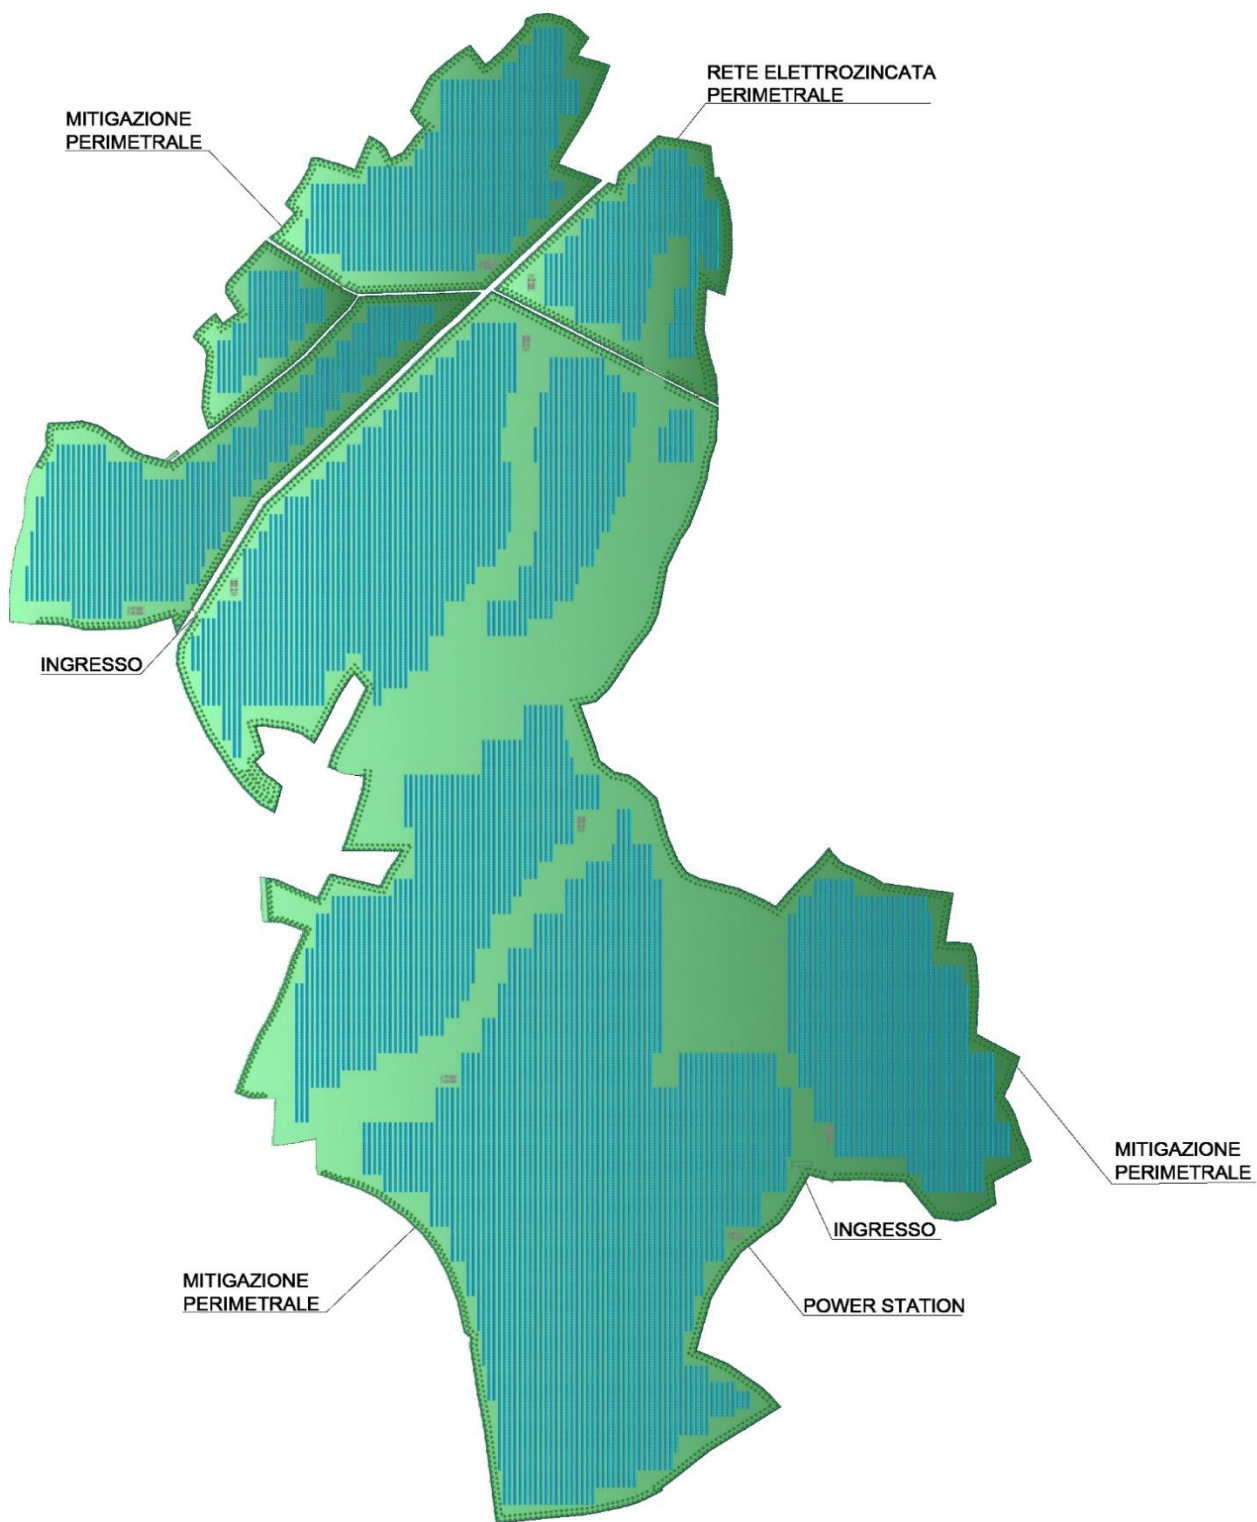 RETE ELETTROZINCATA
PERIMETRALE
MITIGAZIONE
PERIMETRALE
INGRESSO
MITIGAZIONE
PERIMETRALE
INGRESSO
MITIGAZIONE
PERIMETRALE
POWER STATION